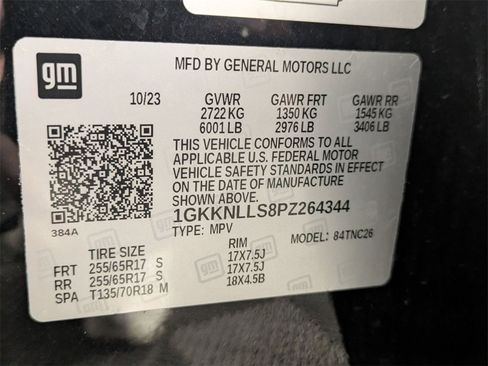 gm
MFD BY GENERAL MOTORS LLC
10/23 GVWR GAWR FRT GAWR RR
2722 KG 1350 KG 1545 KG
6001 LB 2976 LB 3406 LB
THIS VEHICLE CONFORMS TO ALL
APPLICABLE U.S. FEDERAL MOTOR
VEHICLE SAFETY STANDARDS IN EFFECT
ON THE DATE OF MANUFACTURE
SHOWN ABOVE.
384A
1GKKNLLS8PZ264344
TYPE: MPV MODEL: 84TNC26
TIRE SIZE RIM
FRT 255/65R17 S 17X7.5J
RR 255/65R17 S 17X7.5J
SPA T135/70R18 M 18X4.5B